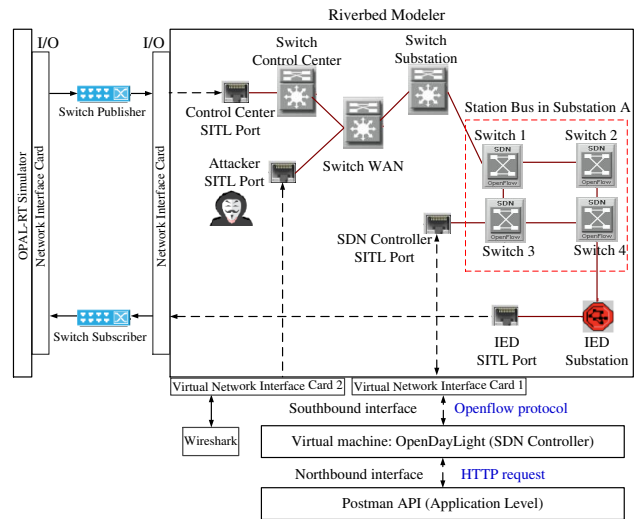 Riverbed Modeler
I/O
I/O
OPAL-RT Simulator
Network Interface Card
Network Interface Card
Switch Publisher
Switch
Control Center
Control Center
SITL Port
Switch
Substation
Switch WAN
Attacker
SITL Port
Station Bus in Substation A
Switch 1
Switch 2
SDN
OpenFlow
SDN
OpenFlow
SDN
OpenFlow
SDN
OpenFlow
Switch 3
Switch 4
SDN Controller
SITL Port
Switch Subscriber
IED
SITL Port
IED
Substation
Virtual Network Interface Card 2
Virtual Network Interface Card 1
Wireshark
Southbound interface
Openflow protocol
Virtual machine: OpenDayLight (SDN Controller)
Northbound interface
HTTP request
Postman API (Application Level)